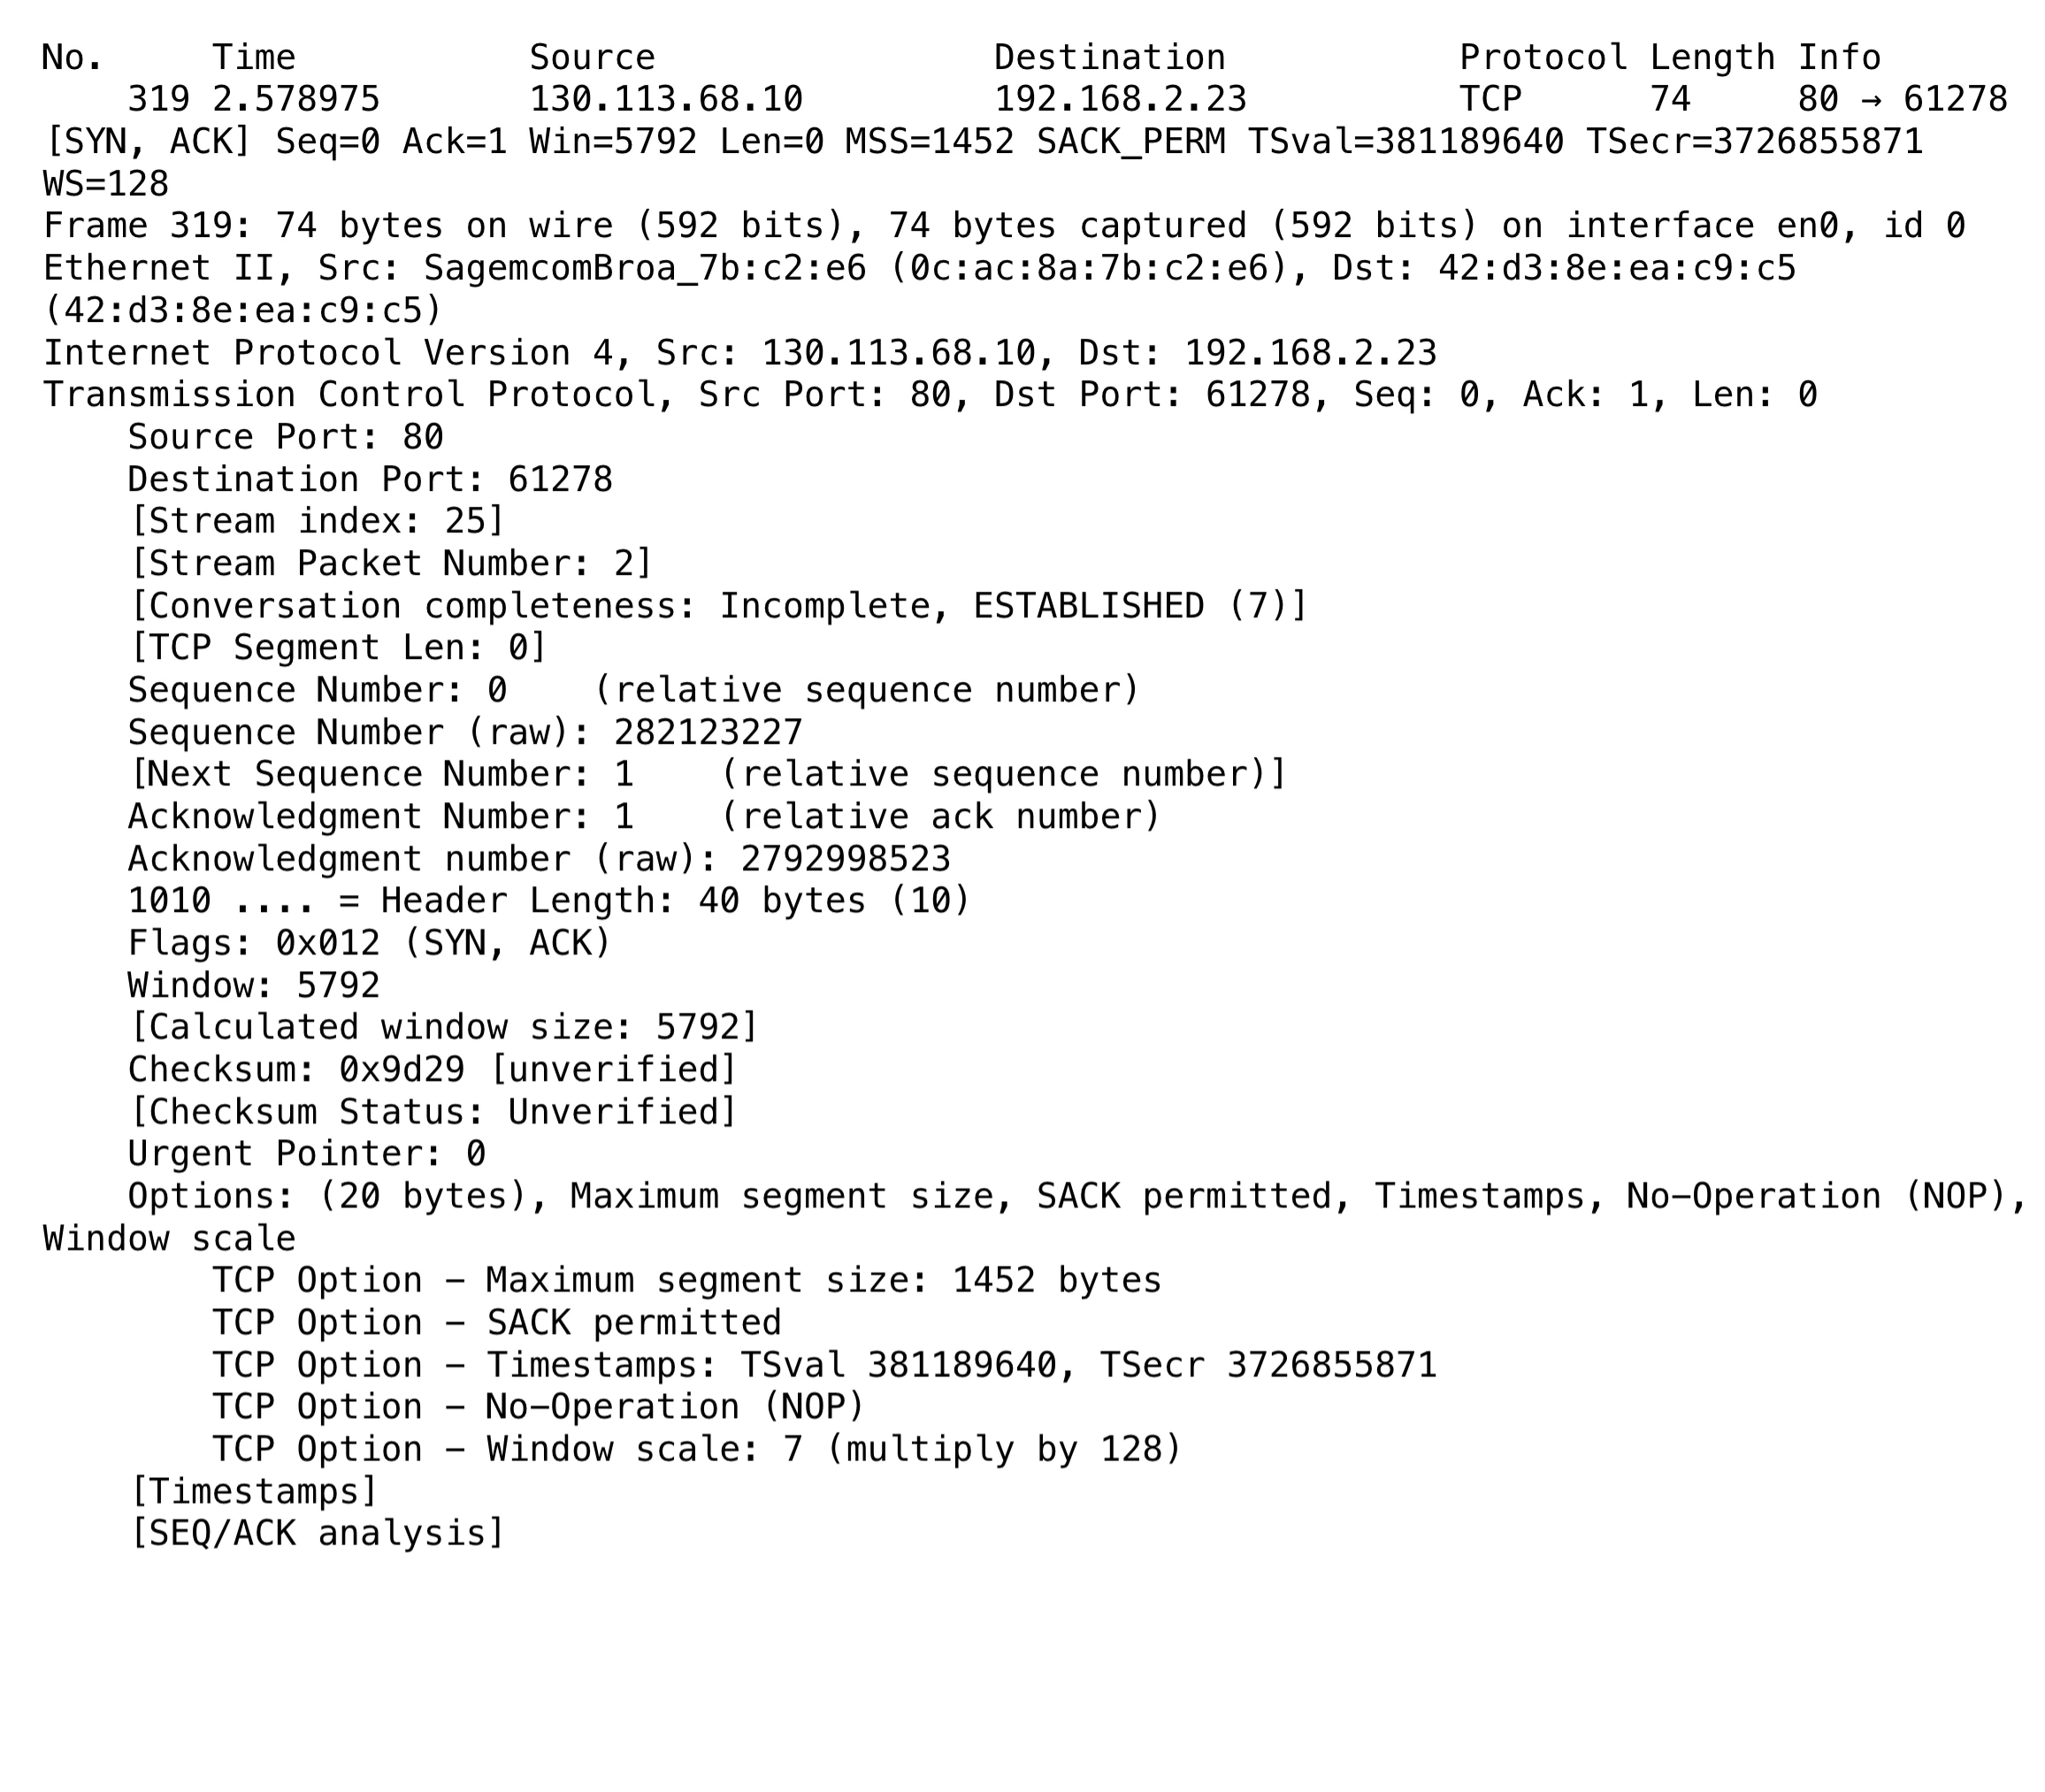 No.     Time           Source                Destination           Protocol Length Info
    319 2.578975       130.113.68.10         192.168.2.23          TCP      74     80 → 61278
[SYN, ACK] Seq=0 Ack=1 Win=5792 Len=0 MSS=1452 SACK_PERM TSval=381189640 TSecr=3726855871
WS=128
Frame 319: 74 bytes on wire (592 bits), 74 bytes captured (592 bits) on interface en0, id 0
Ethernet II, Src: SagemcomBroa_7b:c2:e6 (0c:ac:8a:7b:c2:e6), Dst: 42:d3:8e:ea:c9:c5
(42:d3:8e:ea:c9:c5)
Internet Protocol Version 4, Src: 130.113.68.10, Dst: 192.168.2.23
Transmission Control Protocol, Src Port: 80, Dst Port: 61278, Seq: 0, Ack: 1, Len: 0
    Source Port: 80
    Destination Port: 61278
    [Stream index: 25]
    [Stream Packet Number: 2]
    [Conversation completeness: Incomplete, ESTABLISHED (7)]
    [TCP Segment Len: 0]
    Sequence Number: 0    (relative sequence number)
    Sequence Number (raw): 282123227
    [Next Sequence Number: 1    (relative sequence number)]
    Acknowledgment Number: 1    (relative ack number)
    Acknowledgment number (raw): 2792998523
    1010 .... = Header Length: 40 bytes (10)
    Flags: 0x012 (SYN, ACK)
    Window: 5792
    [Calculated window size: 5792]
    Checksum: 0x9d29 [unverified]
    [Checksum Status: Unverified]
    Urgent Pointer: 0
    Options: (20 bytes), Maximum segment size, SACK permitted, Timestamps, No-Operation (NOP),
Window scale
        TCP Option - Maximum segment size: 1452 bytes
        TCP Option - SACK permitted
        TCP Option - Timestamps: TSval 381189640, TSecr 3726855871
        TCP Option - No-Operation (NOP)
        TCP Option - Window scale: 7 (multiply by 128)
    [Timestamps]
    [SEQ/ACK analysis]